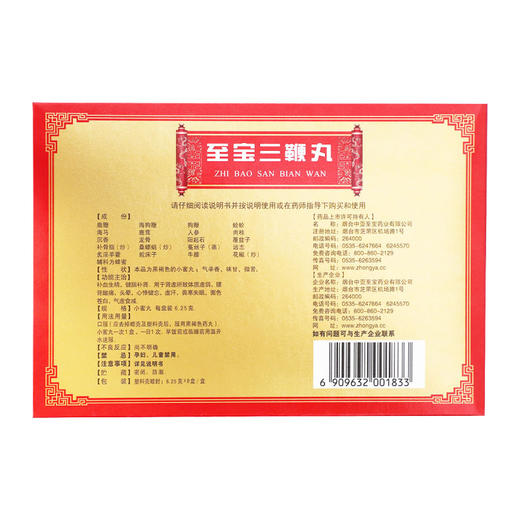 至宝三鞭丸
ZHI BAO SAN BIAN WAN
请仔细阅读说明书并按说明使用或在药师指导下购买和使用
【成 份】
鹿鞭 海狗鞭 狗鞭 蛤蚧
海马 鹿茸 人参 肉桂
沉香 龙骨 阳起石 覆盆子
补骨脂(炒) 桑螵蛸(炒) 菟丝子(蒸) 远志
炙淫羊藿 蛇床子 牛膝 花椒(炒)
辅料为蜂蜜
【性 状】本品为黑褐色的小蜜丸;气辛香、味甘、微苦。
【功能主治】
补血生精,健脑补肾。用于肾虚所致体质虚弱,腰
背酸痛,头晕,心悸健忘,虚汗,畏寒失眠,面色
苍白,气虚食减
【规 格】小蜜丸 每盒装6.25克
【用法用量】
口服(应去掉蜡壳及塑料壳后,服用黑褐色药丸)
小蜜丸一次1盒,一日1次,早饭前或临睡前用温开
水送服。
【不良反应】尚不明确
【禁 忌】孕妇、儿童禁用。
【注意事项】详见说明书
【贮 藏】密闭,防潮。
【包 装】塑料壳蜡封:6.25克×8盒/盒
【药品上市许可持有人】
名 称:烟台中亚至宝药业有限公司
注册地址:烟台市芝罘区机场路1号
邮政编码:264000
电话号码:0535-6247664 6520751
免费咨询电话:800-860-2129
传真号码:0535-6263594
网 址:www.zhongya.cc
【生产企业】
企业名称:烟台中亚至宝药业有限公司
生产地址:烟台市芝罘区机场路1号
邮政编码:264000
电话号码:0535-6247664 6520751
免费咨询电话:800-860-2129
传真号码:0535-6263594
网 址:www.zhongya.cc
如有问题可与生产企业联系
6 909632 001833